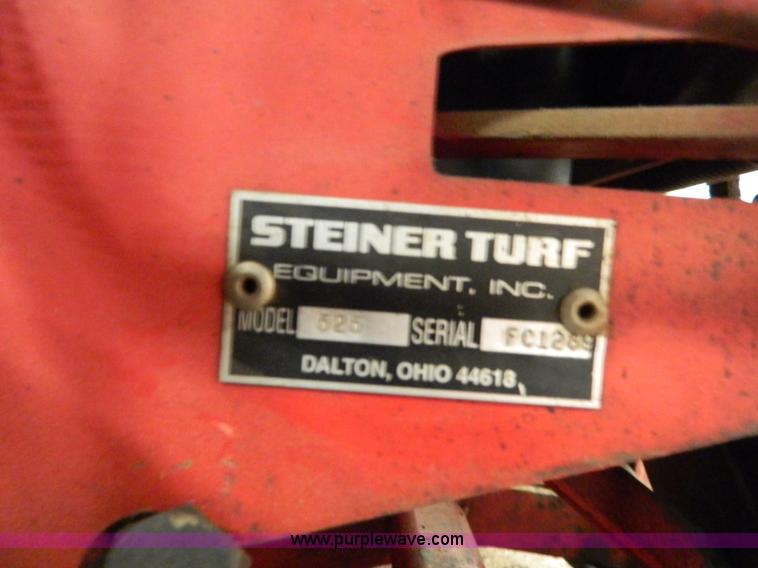 STEINER TURF
EQUIPMENT, INC.
MODEL 525 SERIAL FC1269
DALTON, OHIO 44618
www.purplewave.com